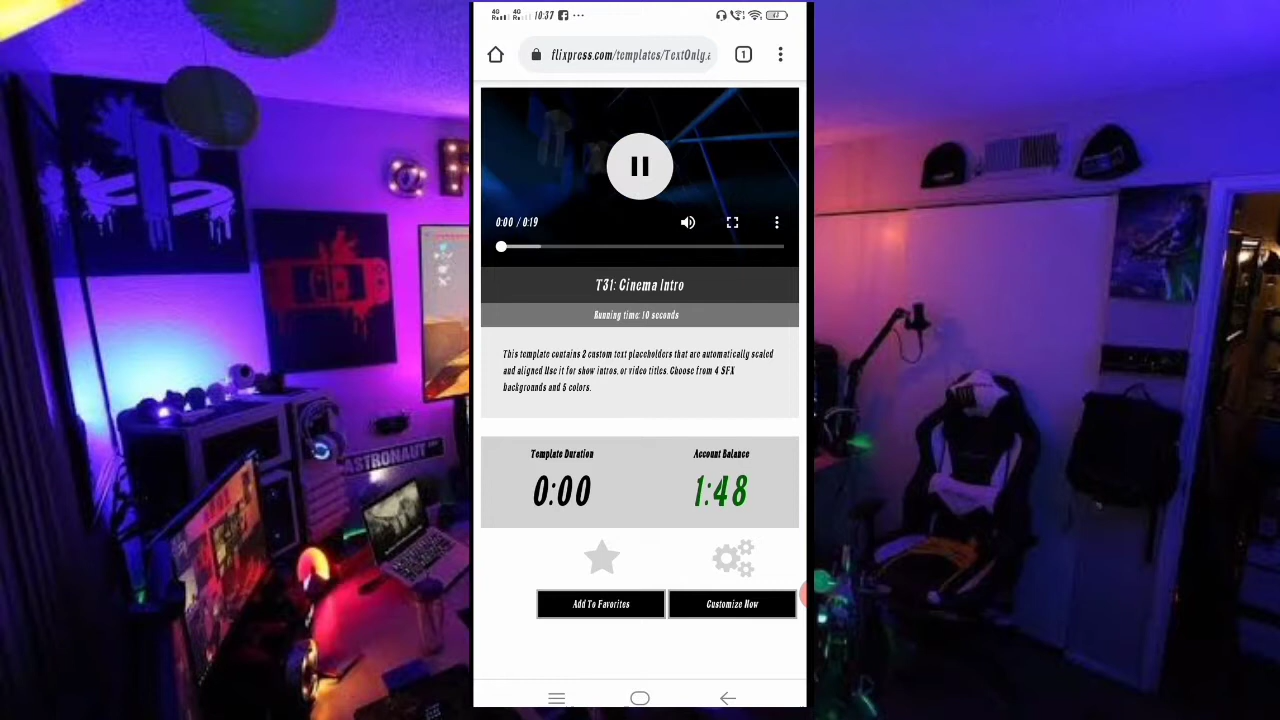 4G 4G 10:37
flixpress.com/templates/TextOnly.a
1
0:00 / 0:19
T31: Cinema Intro
Running time: 10 seconds
This template contains 2 custom text placeholders that are automatically scaled
and aligned Use it for show intros, or video titles. Choose from 4 SFX
backgrounds and 5 colors.
Template Duration
Account Balance
0:00
1:48
Add To Favorites
Customize Now
ASTRONAUT